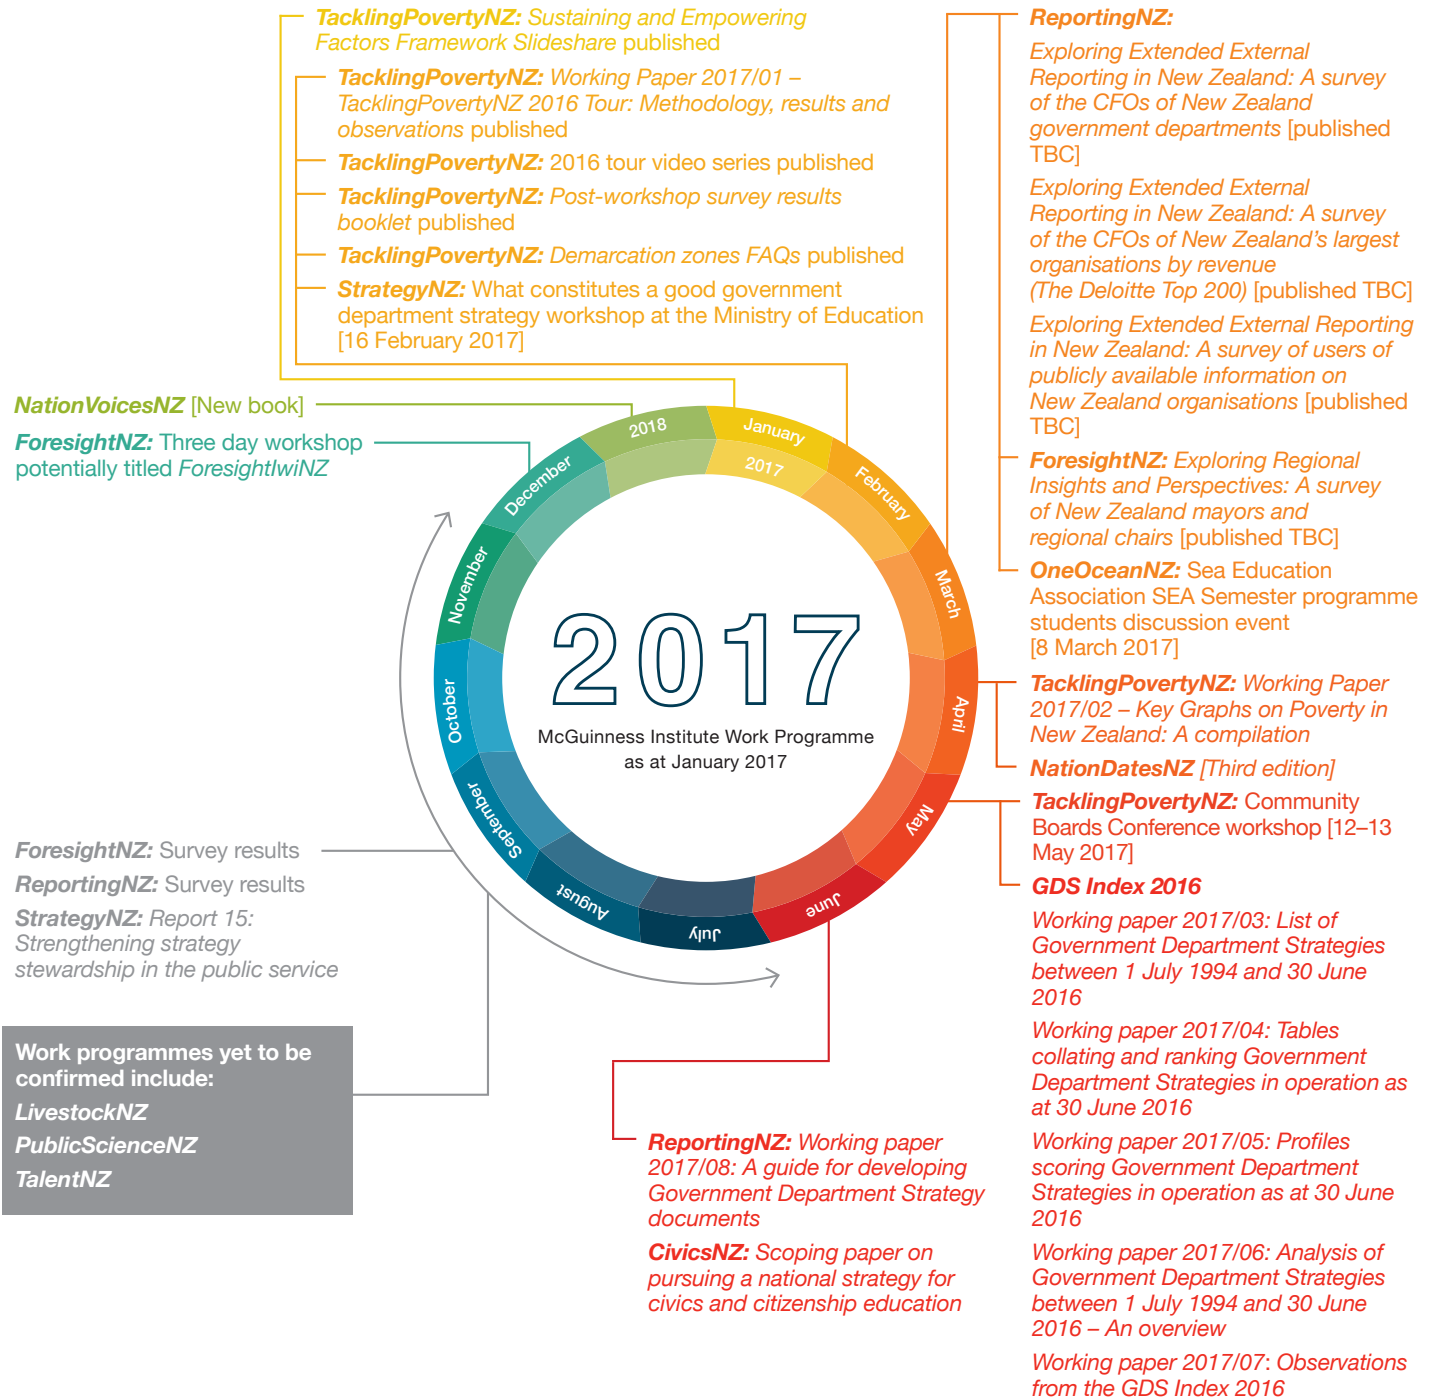 TacklingPovertyNZ: Sustaining and Empowering
Factors Framework Slideshare published
TacklingPovertyNZ: Working Paper 2017/01 –
TacklingPovertyNZ 2016 Tour: Methodology, results and
observations published
TacklingPovertyNZ: 2016 tour video series published
TacklingPovertyNZ: Post-workshop survey results
booklet published
TacklingPovertyNZ: Demarcation zones FAQs published
StrategyNZ: What constitutes a good government
department strategy workshop at the Ministry of Education
[16 February 2017]
ReportingNZ:
Exploring Extended External
Reporting in New Zealand: A survey
of the CFOs of New Zealand
government departments [published
TBC]
Exploring Extended External
Reporting in New Zealand: A survey
of the CFOs of New Zealand's largest
organisations by revenue
(The Deloitte Top 200) [published TBC]
Exploring Extended External Reporting
in New Zealand: A survey of users of
publicly available information on
New Zealand organisations [published
TBC]
ForesightNZ: Exploring Regional
Insights and Perspectives: A survey
of New Zealand mayors and
regional chairs [published TBC]
OneOceanNZ: Sea Education
Association SEA Semester programme
students discussion event
[8 March 2017]
TacklingPovertyNZ: Working Paper
2017/02 – Key Graphs on Poverty in
New Zealand: A compilation
NationDatesNZ [Third edition]
TacklingPovertyNZ: Community
Boards Conference workshop [12–13
May 2017]
GDS Index 2016
Working paper 2017/03: List of
Government Department Strategies
between 1 July 1994 and 30 June
2016
Working paper 2017/04: Tables
collating and ranking Government
Department Strategies in operation as
at 30 June 2016
Working paper 2017/05: Profiles
scoring Government Department
Strategies in operation as at 30 June
2016
Working paper 2017/06: Analysis of
Government Department Strategies
between 1 July 1994 and 30 June
2016 – An overview
Working paper 2017/07: Observations
from the GDS Index 2016
NationVoicesNZ [New book]
ForesightNZ: Three day workshop
potentially titled ForesightIwiNZ
2018
January
2017
February
March
April
May
June
July
August
September
October
November
December
2017
McGuinness Institute Work Programme
as at January 2017
ForesightNZ: Survey results
ReportingNZ: Survey results
StrategyNZ: Report 15:
Strengthening strategy
stewardship in the public service
Work programmes yet to be
confirmed include:
LivestockNZ
PublicScienceNZ
TalentNZ
ReportingNZ: Working paper
2017/08: A guide for developing
Government Department Strategy
documents
CivicsNZ: Scoping paper on
pursuing a national strategy for
civics and citizenship education